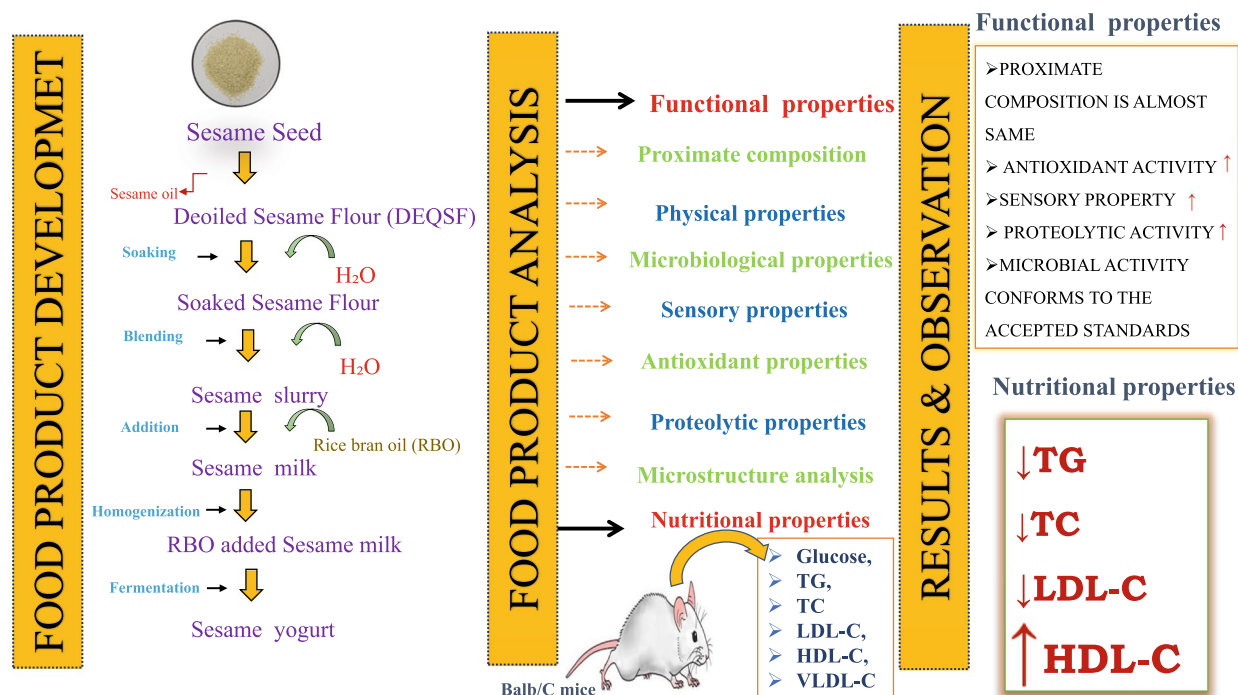 FOOD PRODUCT DEVELOPMET
Sesame Seed
Sesame oil
Deoiled Sesame Flour (DEQSF)
Soaking
H₂O
Soaked Sesame Flour
Blending
H₂O
Sesame slurry
Addition
Rice bran oil (RBO)
Sesame milk
Homogenization
RBO added Sesame milk
Fermentation
Sesame yogurt
FOOD PRODUCT ANALYSIS
Functional properties
Proximate composition
Physical properties
Microbiological properties
Sensory properties
Antioxidant properties
Proteolytic properties
Microstructure analysis
Nutritional properties
Balb/C mice
➢ Glucose,
➢ TG,
➢ TC
➢ LDL-C,
➢ HDL-C,
➢ VLDL-C
RESULTS & OBSERVATION
Functional properties
➢PROXIMATE
COMPOSITION IS ALMOST
SAME
➢ ANTIOXIDANT ACTIVITY ↑
➢SENSORY PROPERTY ↑
➢ PROTEOLYTIC ACTIVITY ↑
➢MICROBIAL ACTIVITY
CONFORMS TO THE
ACCEPTED STANDARDS
Nutritional properties
↓TG
↓TC
↓LDL-C
↑HDL-C